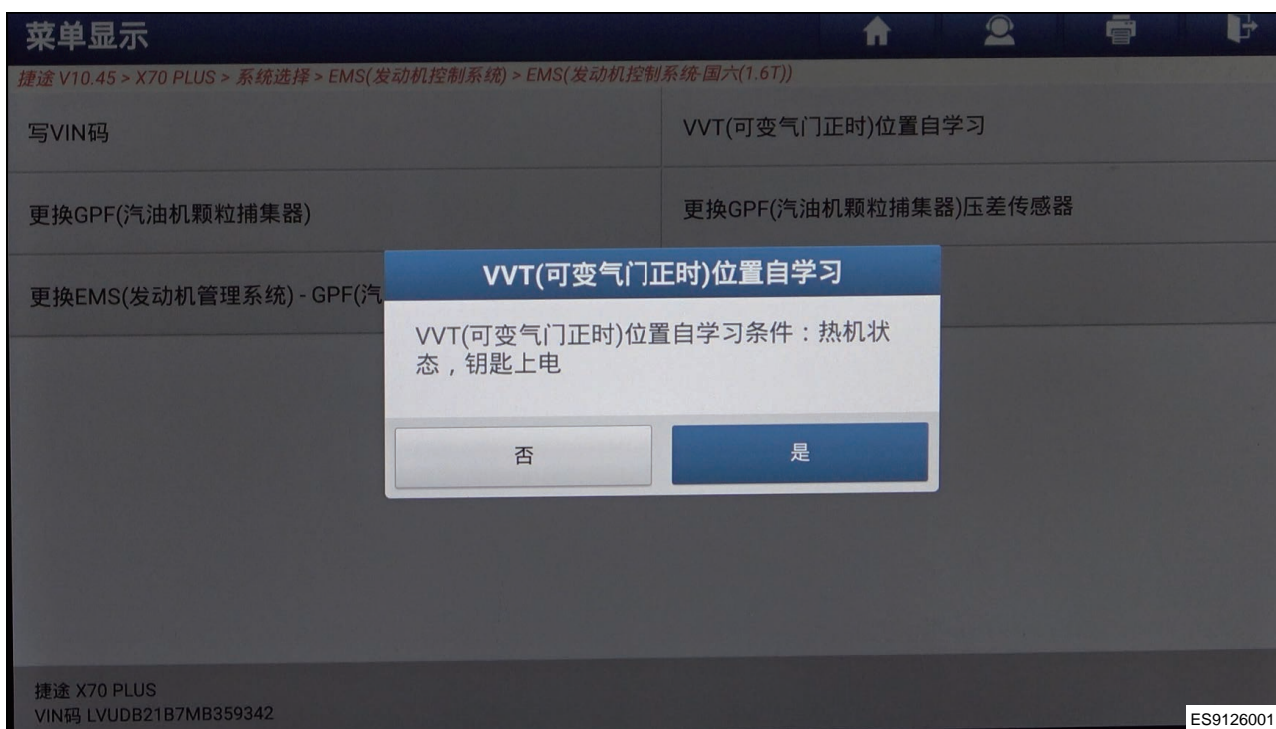 菜单显示
捷途 V10.45 > X70 PLUS > 系统选择 > EMS(发动机控制系统) > EMS(发动机控制系统-国六(1.6T))
写VIN码
VVT(可变气门正时)位置自学习
更换GPF(汽油机颗粒捕集器)
更换GPF(汽油机颗粒捕集器)压差传感器
更换EMS(发动机管理系统) - GPF(汽
VVT(可变气门正时)位置自学习
VVT(可变气门正时)位置自学习条件：热机状
态，钥匙上电
否
是
捷途 X70 PLUS
VIN码 LVUDB21B7MB359342
ES9126001